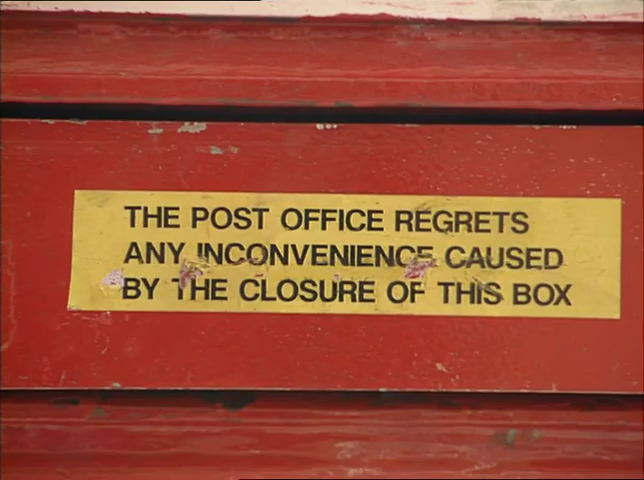 THE POST OFFICE REGRETS
ANY INCONVENIENCE CAUSED
BY THE CLOSURE OF THIS BOX